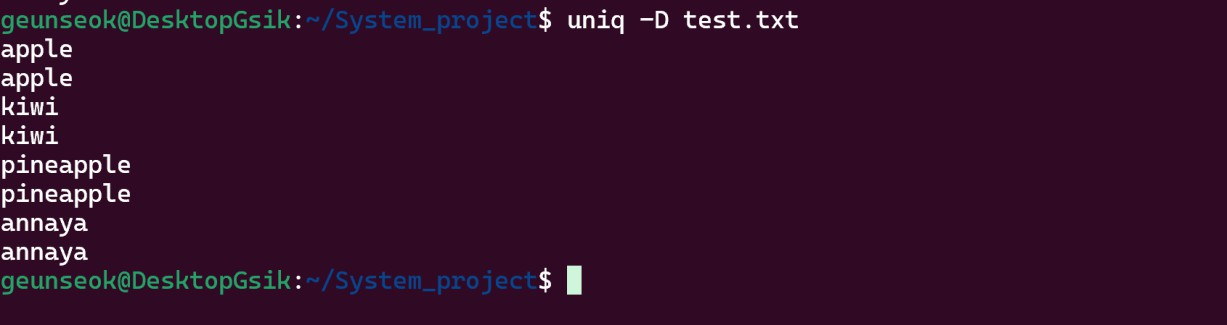 geunseok@DesktopGsik:~/System_project$ uniq -D test.txt
apple
apple
kiwi
kiwi
pineapple
pineapple
annaya
annaya
geunseok@DesktopGsik:~/System_project$